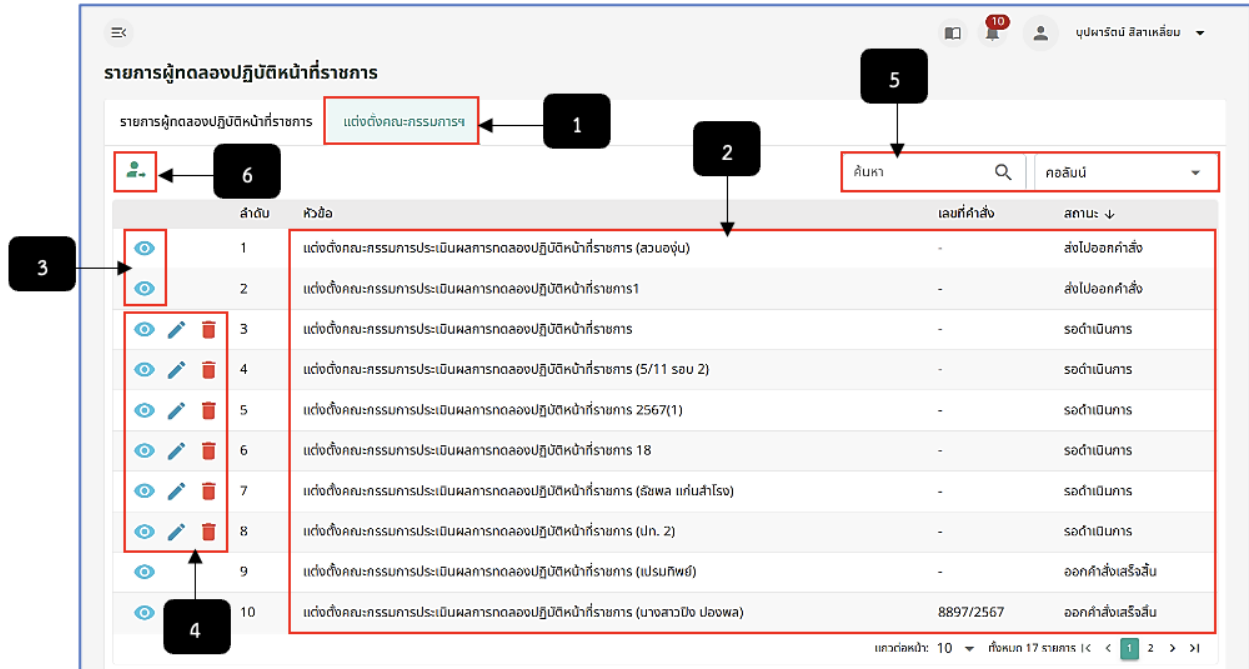 10
บุปผารัตน์ สิลาเหลี่ยม
รายการผู้ทดลองปฏิบัติหน้าที่ราชการ
5
รายการผู้ทดลองปฏิบัติหน้าที่ราชการ แต่งตั้งคณะกรรมการฯ
1
2
6
ค้นหา คอลัมน์
ลำดับ หัวข้อ เลขที่คำสั่ง สถานะ ↓
1 แต่งตั้งคณะกรรมการประเมินผลการทดลองปฏิบัติหน้าที่ราชการ (สวนองุ่น) - ส่งไปออกคำสั่ง
3
2 แต่งตั้งคณะกรรมการประเมินผลการทดลองปฏิบัติหน้าที่ราชการ1 - ส่งไปออกคำสั่ง
3 แต่งตั้งคณะกรรมการประเมินผลการทดลองปฏิบัติหน้าที่ราชการ - รอดำเนินการ
4 แต่งตั้งคณะกรรมการประเมินผลการทดลองปฏิบัติหน้าที่ราชการ (5/11 รอบ 2) - รอดำเนินการ
5 แต่งตั้งคณะกรรมการประเมินผลการทดลองปฏิบัติหน้าที่ราชการ 2567(1) - รอดำเนินการ
6 แต่งตั้งคณะกรรมการประเมินผลการทดลองปฏิบัติหน้าที่ราชการ 18 - รอดำเนินการ
7 แต่งตั้งคณะกรรมการประเมินผลการทดลองปฏิบัติหน้าที่ราชการ (ธัชพล แก่นสำโรง) - รอดำเนินการ
8 แต่งตั้งคณะกรรมการประเมินผลการทดลองปฏิบัติหน้าที่ราชการ (ปท. 2) - รอดำเนินการ
9 แต่งตั้งคณะกรรมการประเมินผลการทดลองปฏิบัติหน้าที่ราชการ (เปรมทิพย์) - ออกคำสั่งเสร็จสิ้น
10 แต่งตั้งคณะกรรมการประเมินผลการทดลองปฏิบัติหน้าที่ราชการ (นางสาวปิง ปองพล) 8897/2567 ออกคำสั่งเสร็จสิ้น
4
แถวต่อหน้า: 10 ทั้งหมด 17 รายการ |< < 1 2 > >|